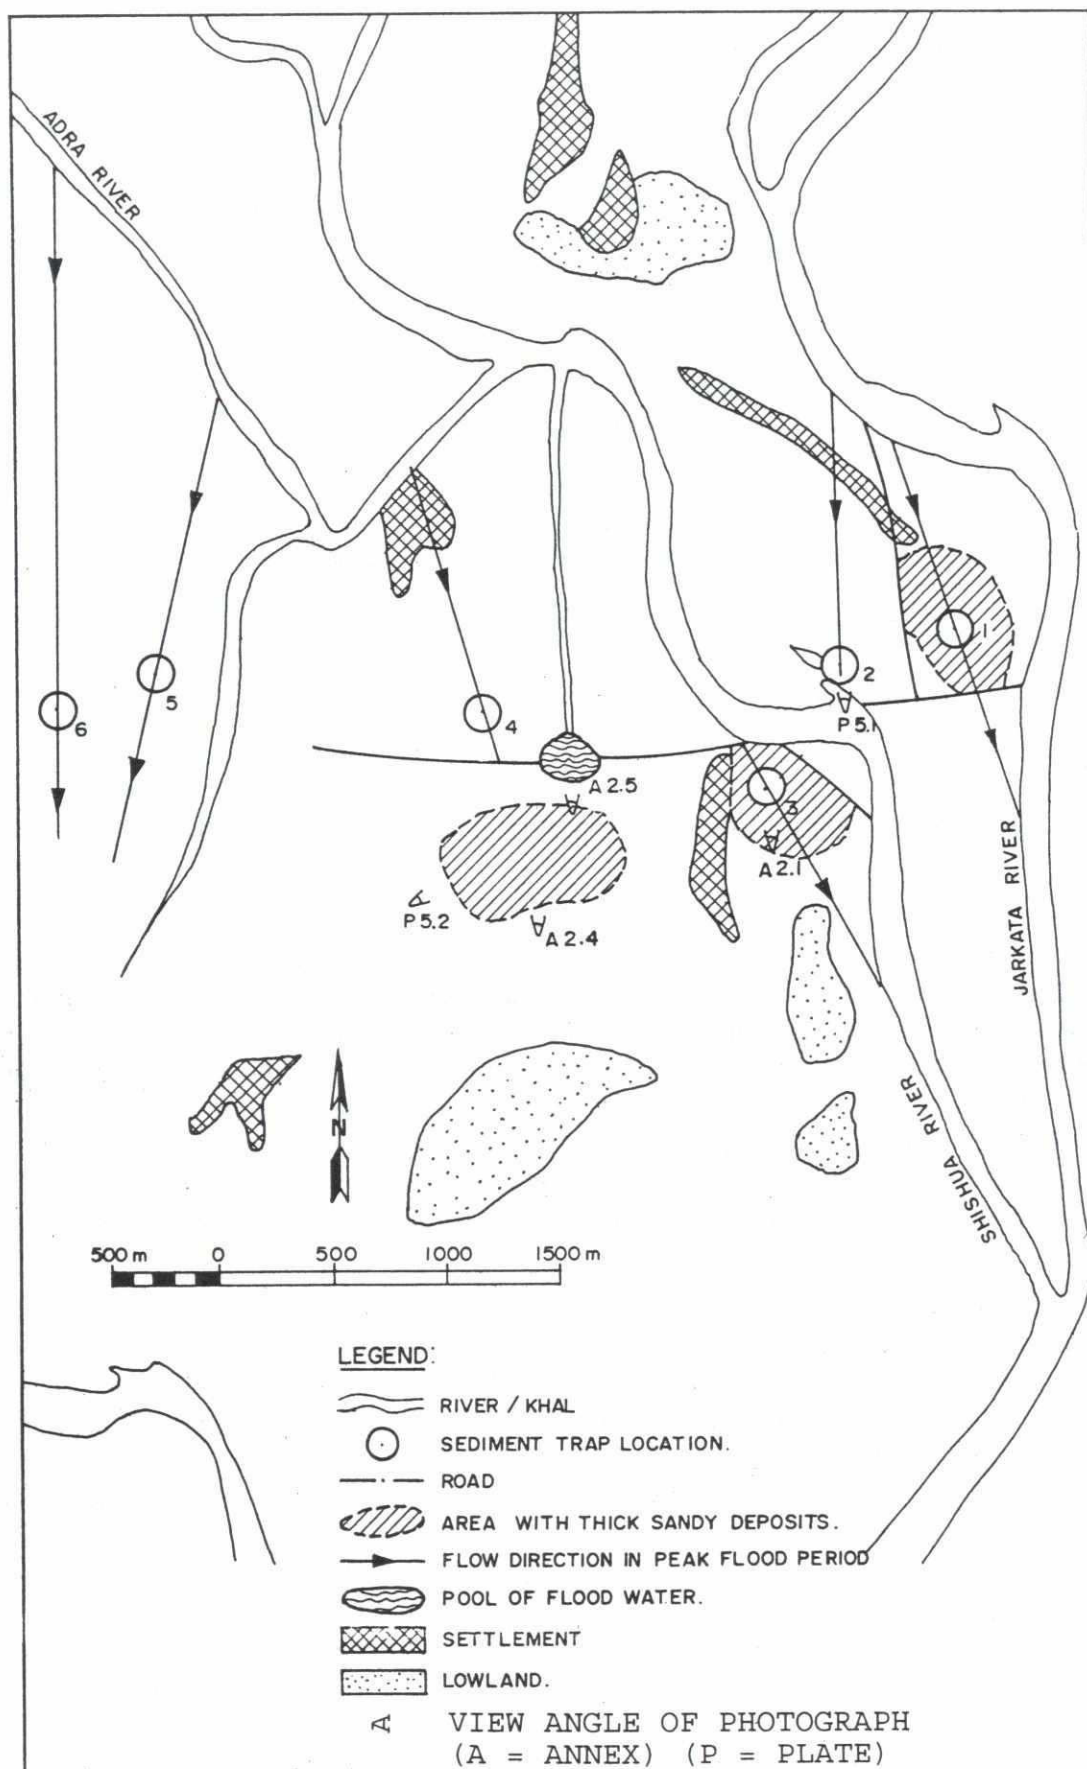 ADRA RIVER
1
2
P 5.1
5
6
4
A 2.5
3
A 2.1
P 5.2
A 2.4
JARKATA RIVER
SHISHUA RIVER
N
500 m 0 500 1000 1500 m
LEGEND:
RIVER / KHAL
SEDIMENT TRAP LOCATION.
ROAD
AREA WITH THICK SANDY DEPOSITS.
FLOW DIRECTION IN PEAK FLOOD PERIOD
POOL OF FLOOD WATER.
SETTLEMENT
LOWLAND.
VIEW ANGLE OF PHOTOGRAPH
(A = ANNEX) (P = PLATE)